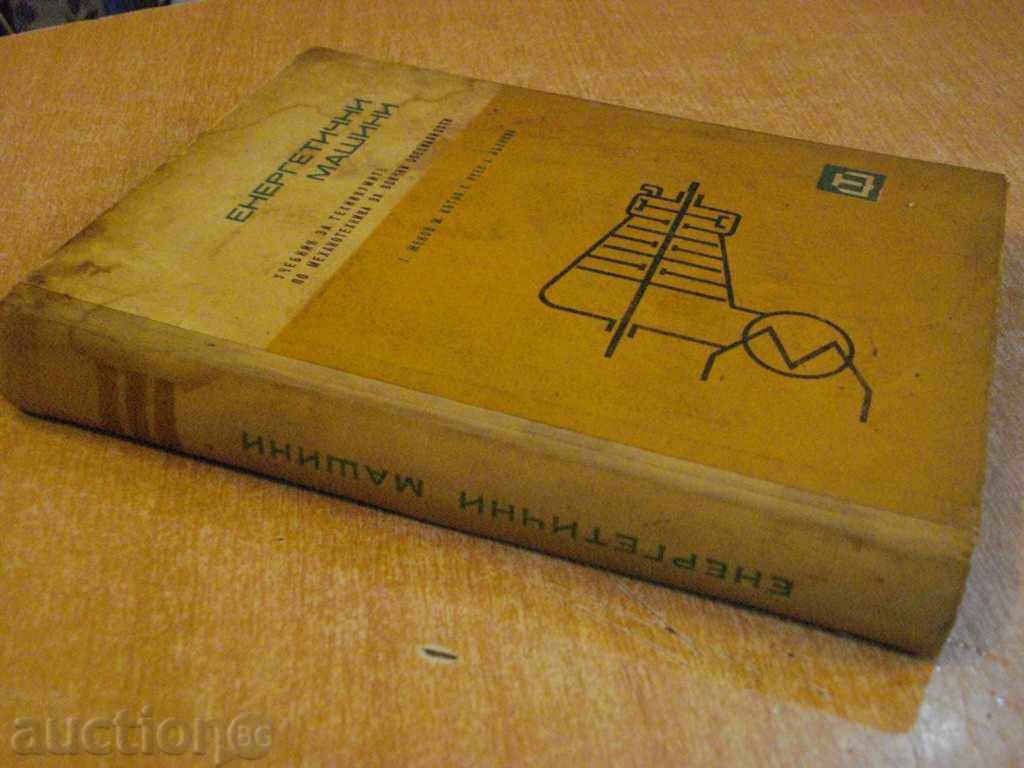 ЕНЕРГЕТИЧНИ
МАШИНИ
УЧЕБНИК ЗА ТЕХНИКУМИТЕ
ПО МЕХАНОТЕХНИКА ЗА ВСИЧКИ СПЕЦИАЛНОСТИ
ЕНЕРГЕТИЧНИ МАШИНИ
auction.bg